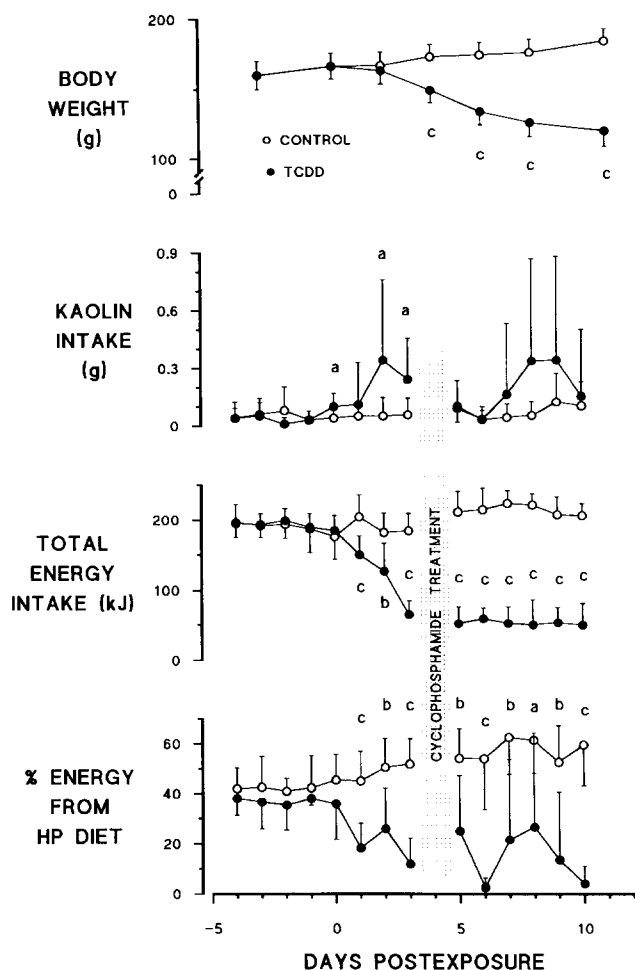 200
BODY
WEIGHT
(g)
100
0
CONTROL
TCDD
c c c c
0.9
KAOLIN
INTAKE
(g)
0.6
0.3
0
a
a
a
TOTAL
ENERGY
INTAKE (kJ)
200
100
0
c
b
c
c c c c c c
CYCLOPHOSPHAMIDE TREATMENT
% ENERGY
FROM
HP DIET
60
40
20
0
c
b
c
b
c
b
a
b
c
-5 0 5 10
DAYS POSTEXPOSURE